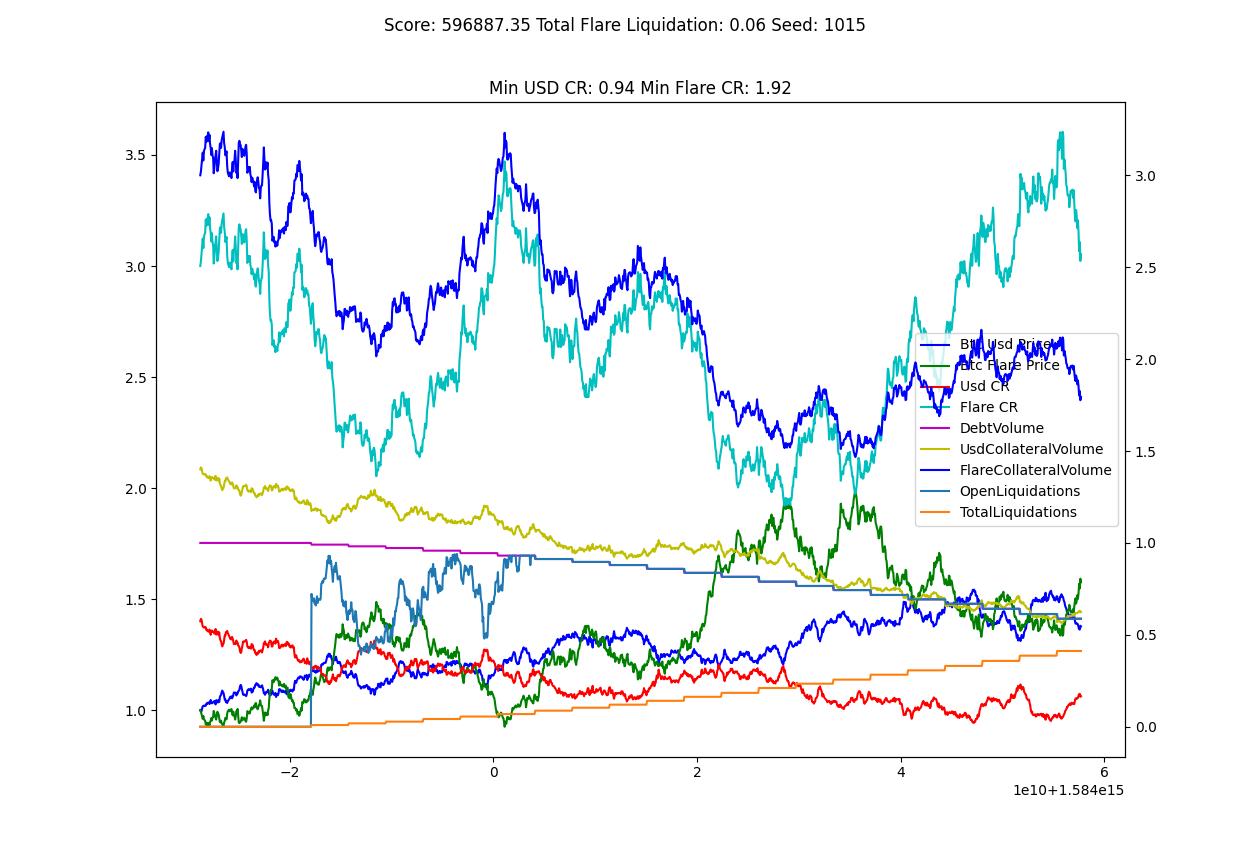 Score: 596887.35 Total Flare Liquidation: 0.06 Seed: 1015
Min USD CR: 0.94 Min Flare CR: 1.92
3.5
3.0
2.5
2.0
1.5
1.0
3.0
2.5
2.0
1.5
1.0
0.5
0.0
Btc Usd Price
Btc Flare Price
Usd CR
Flare CR
DebtVolume
UsdCollateralVolume
FlareCollateralVolume
OpenLiquidations
TotalLiquidations
−2 0 2 4 6
1e10+1.584e15